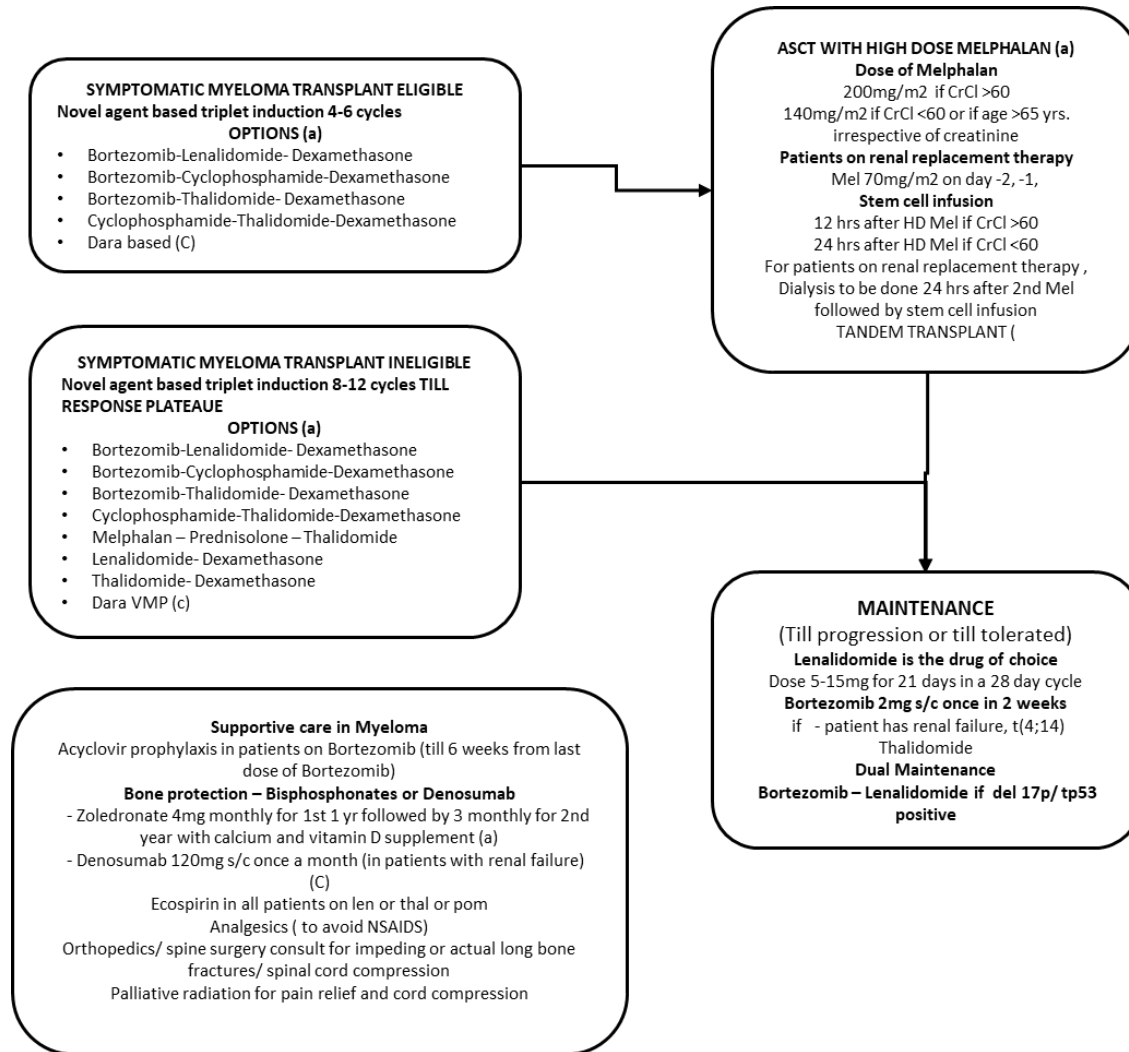 SYMPTOMATIC MYELOMA TRANSPLANT ELIGIBLE
Novel agent based triplet induction 4-6 cycles
OPTIONS (a)
• Bortezomib-Lenalidomide- Dexamethasone
• Bortezomib-Cyclophosphamide-Dexamethasone
• Bortezomib-Thalidomide- Dexamethasone
• Cyclophosphamide-Thalidomide-Dexamethasone
• Dara based (C)
ASCT WITH HIGH DOSE MELPHALAN (a)
Dose of Melphalan
200mg/m2 if CrCl >60
140mg/m2 if CrCl <60 or if age >65 yrs.
irrespective of creatinine
Patients on renal replacement therapy
Mel 70mg/m2 on day -2, -1,
Stem cell infusion
12 hrs after HD Mel if CrCl >60
24 hrs after HD Mel if CrCl <60
For patients on renal replacement therapy ,
Dialysis to be done 24 hrs after 2nd Mel
followed by stem cell infusion
TANDEM TRANSPLANT (
SYMPTOMATIC MYELOMA TRANSPLANT INELIGIBLE
Novel agent based triplet induction 8-12 cycles TILL
RESPONSE PLATEAUE
OPTIONS (a)
• Bortezomib-Lenalidomide- Dexamethasone
• Bortezomib-Cyclophosphamide-Dexamethasone
• Bortezomib-Thalidomide- Dexamethasone
• Cyclophosphamide-Thalidomide-Dexamethasone
• Melphalan – Prednisolone – Thalidomide
• Lenalidomide- Dexamethasone
• Thalidomide- Dexamethasone
• Dara VMP (c)
MAINTENANCE
(Till progression or till tolerated)
Lenalidomide is the drug of choice
Dose 5-15mg for 21 days in a 28 day cycle
Bortezomib 2mg s/c once in 2 weeks
if - patient has renal failure, t(4;14)
Thalidomide
Dual Maintenance
Bortezomib – Lenalidomide if del 17p/ tp53
positive
Supportive care in Myeloma
Acyclovir prophylaxis in patients on Bortezomib (till 6 weeks from last
dose of Bortezomib)
Bone protection – Bisphosphonates or Denosumab
- Zoledronate 4mg monthly for 1st 1 yr followed by 3 monthly for 2nd
year with calcium and vitamin D supplement (a)
- Denosumab 120mg s/c once a month (in patients with renal failure)
(C)
Ecospirin in all patients on len or thal or pom
Analgesics ( to avoid NSAIDS)
Orthopedics/ spine surgery consult for impeding or actual long bone
fractures/ spinal cord compression
Palliative radiation for pain relief and cord compression